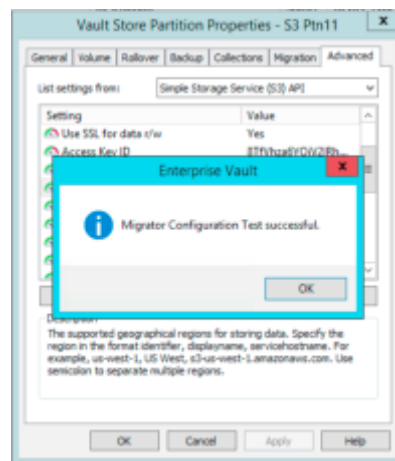 Vault Store Partition Properties - S3 Ptn11
x
General Volume Rollover Backup Collections Migration Advanced
List settings from: Simple Storage Service (S3) API
Setting Value
Use SSL for data r/w Yes
Access Key ID
Enterprise Vault
x
Migrator Configuration Test successful.
OK
Description
The supported geographical regions for storing data. Specify the
region in the format identifier, displayname, servicehostname. For
example, us-west-1, US West, s3-us-west-1.amazonaws.com. Use
semicolon to separate multiple regions.
OK Cancel Apply Help